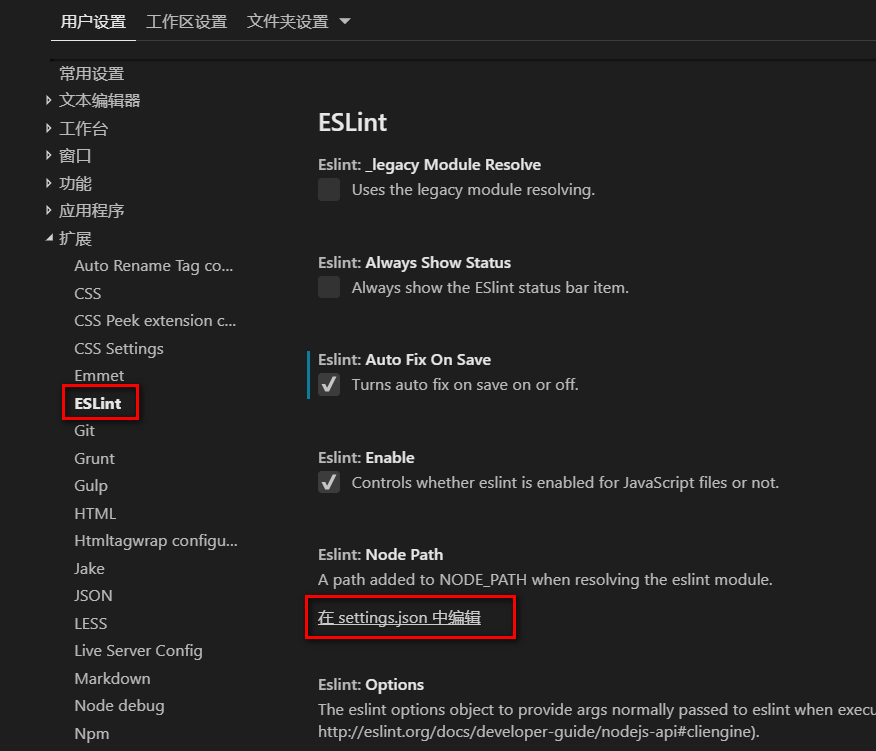 用户设置 工作区设置 文件夹设置
常用设置
文本编辑器
工作台
窗口
功能
应用程序
扩展
Auto Rename Tag co...
CSS
CSS Peek extension c...
CSS Settings
Emmet
ESLint
Git
Grunt
Gulp
HTML
Htmltagwrap configu...
Jake
JSON
LESS
Live Server Config
Markdown
Node debug
Npm
ESLint
Eslint: _legacy Module Resolve
Uses the legacy module resolving.
Eslint: Always Show Status
Always show the ESlint status bar item.
Eslint: Auto Fix On Save
Turns auto fix on save on or off.
Eslint: Enable
Controls whether eslint is enabled for JavaScript files or not.
Eslint: Node Path
A path added to NODE_PATH when resolving the eslint module.
在 settings.json 中编辑
Eslint: Options
The eslint options object to provide args normally passed to eslint when execu
http://eslint.org/docs/developer-guide/nodejs-api#cliengine).